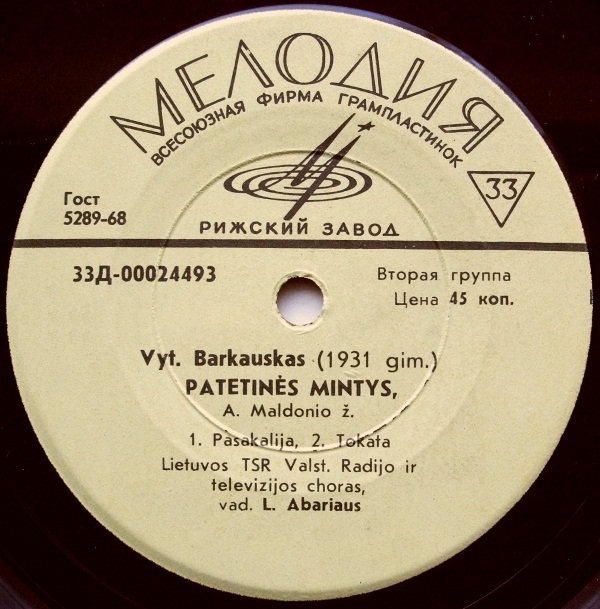 МЕЛОДИЯ
ВСЕСОЮЗНАЯ ФИРМА ГРАМПЛАСТИНОК
33
Гост
5289-68
РИЖСКИЙ ЗАВОД
33Д-00024493
Вторая группа
Цена 45 коп.
Vyt. Barkauskas (1931 gim.)
PATETINĖS MINTYS,
A. Maldonio ž.
1. Pasakalija, 2. Tokata
Lietuvos TSR Valst. Radijo ir
televizijos choras,
vad. L. Abariaus